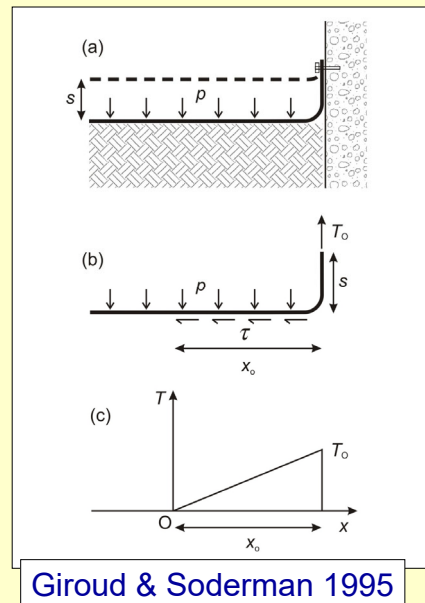 (a)
s
p
T₀
(b)
p
s
τ
x₀
T
(c)
T₀
O
x
x₀
Giroud & Soderman 1995